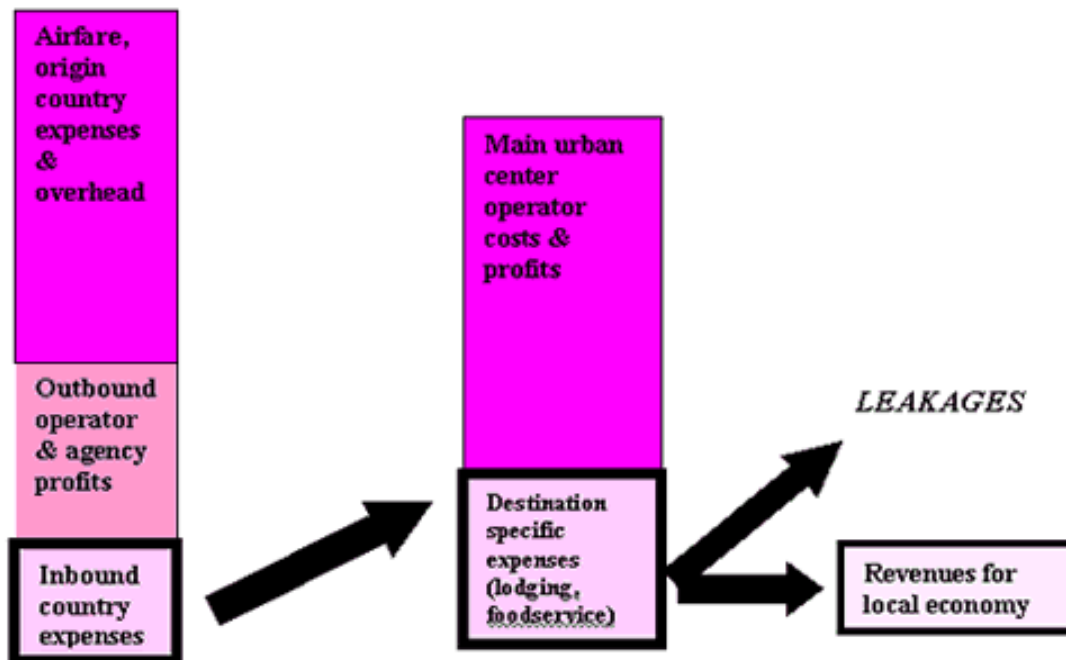 Airfare,
origin
country
expenses
&
overhead
Outbound
operator
& agency
profits
Inbound
country
expenses
Main urban
center
operator
costs &
profits
Destination
specific
expenses
(lodging,
foodservice)
LEAKAGES
Revenues for
local economy